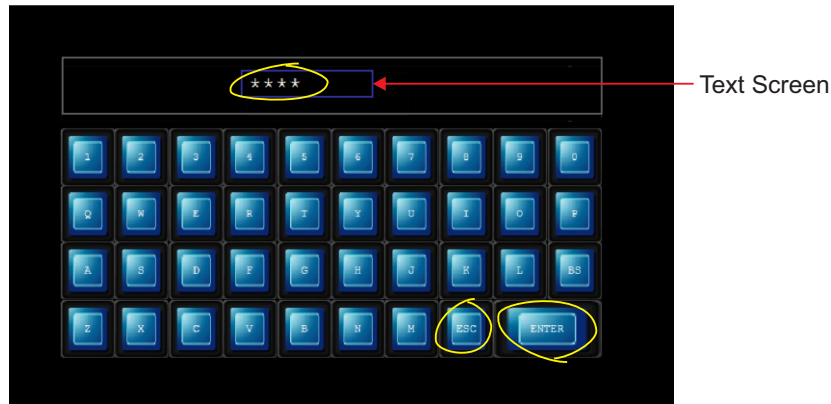 **** Text Screen
1 2 3 4 5 6 7 8 9 0
Q W E R T Y U I O P
A S D F G H J K L BS
Z X C V B N M ESC ENTER